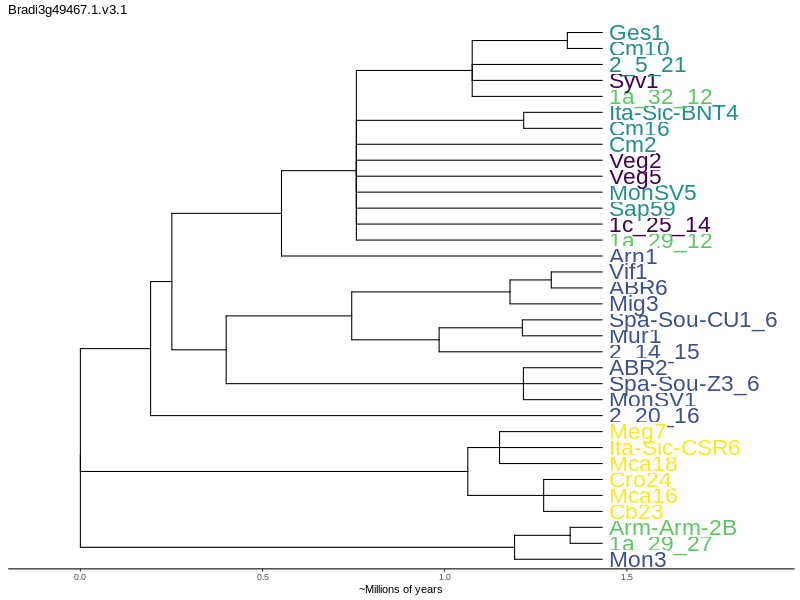 Bradi3g49467.1.v3.1
Ges1
Cm10
2_5_21
Syv1
1a_32_12
Ita-Sic-BNT4
Cm16
Cm2
Veg2
Veg5
MonSV5
Sap59
1c_25_14
1a_29_12
Arn1
Vif1
ABR6
Mig3
Spa-Sou-CU1_6
Mur1
2_14_15
ABR2
Spa-Sou-Z3_6
MonSV1
2_20_16
Meg7
Ita-Sic-CSR6
Mca18
Cro24
Mca16
Cb23
Arm-Arm-2B
1a_29_27
Mon3
0.0 0.5 1.0 1.5
~Millions of years